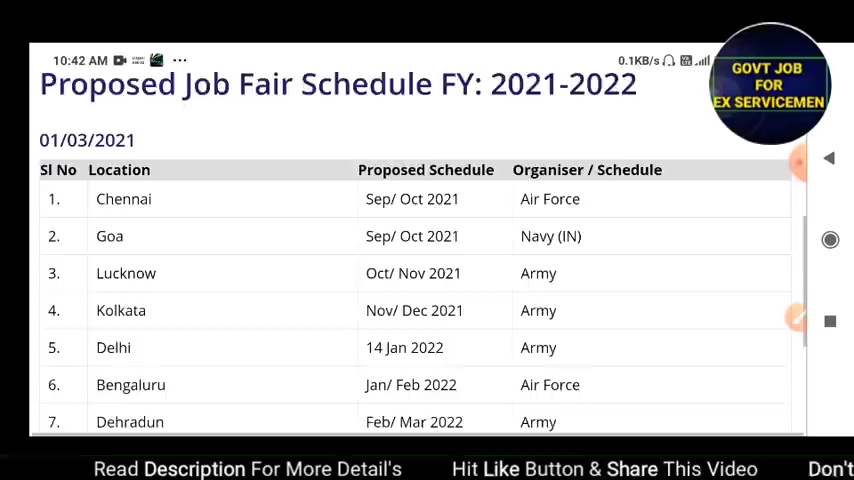 10:42 AM ...
0.1KB/s
Proposed Job Fair Schedule FY: 2021-2022
GOVT JOB
FOR
EX SERVICEMEN
01/03/2021
Sl No Location Proposed Schedule Organiser / Schedule
1. Chennai Sep/ Oct 2021 Air Force
2. Goa Sep/ Oct 2021 Navy (IN)
3. Lucknow Oct/ Nov 2021 Army
4. Kolkata Nov/ Dec 2021 Army
5. Delhi 14 Jan 2022 Army
6. Bengaluru Jan/ Feb 2022 Air Force
7. Dehradun Feb/ Mar 2022 Army
Read Description For More Detail's Hit Like Button & Share This Video Don't